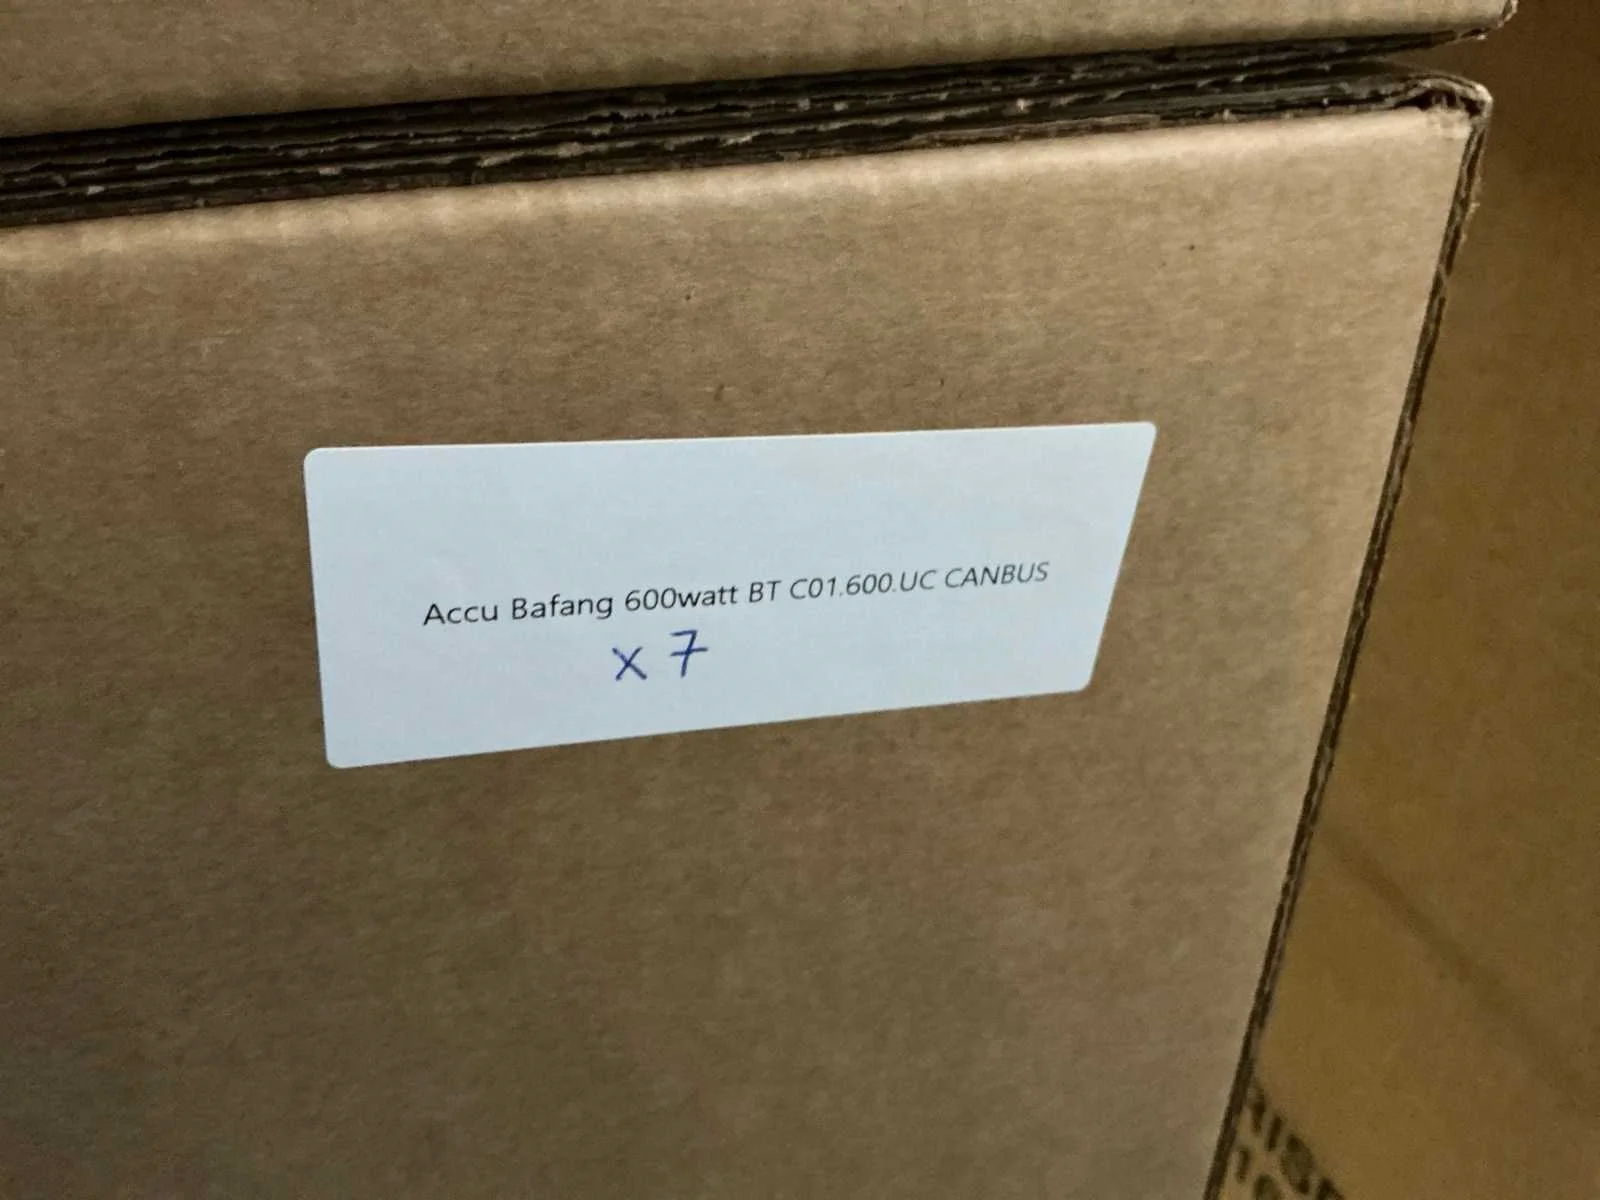 Accu Bafang 600watt BT C01.600.UC CANBUS
x 7